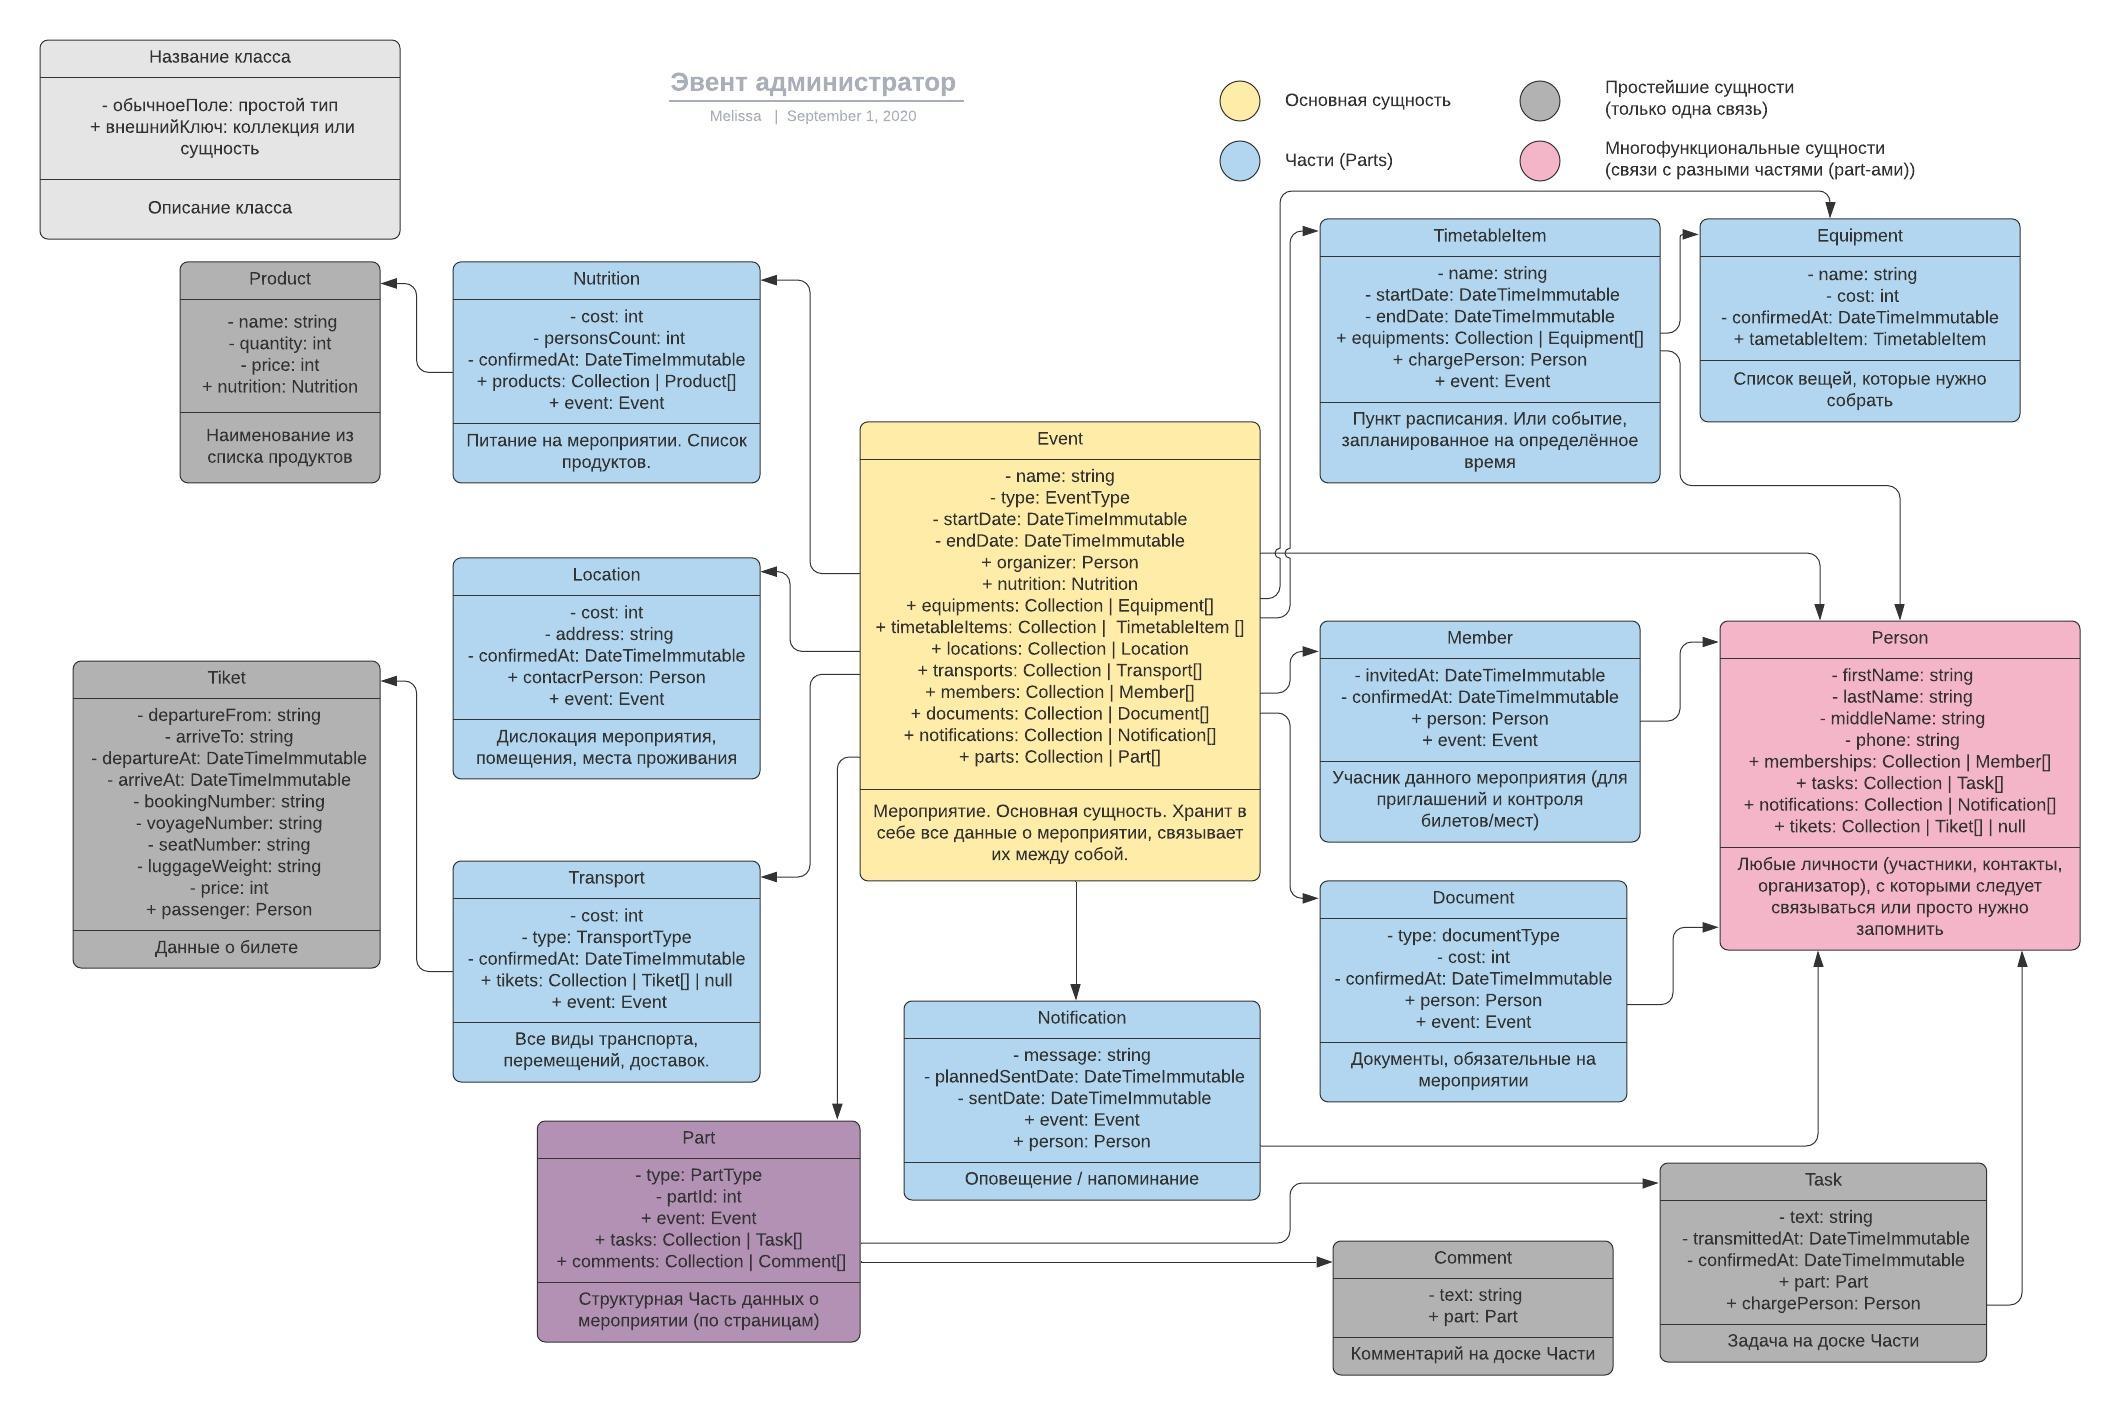 Название класса
- обычноеПоле: простой тип
+ внешнийКлюч: коллекция или
сущность
Описание класса
Эвент администратор
Melissa | September 1, 2020
Основная сущность
Части (Parts)
Простейшие сущности
(только одна связь)
Многофункциональные сущности
(связи с разными частями (part-ами))
Product
- name: string
- quantity: int
- price: int
+ nutrition: Nutrition
Наименование из
списка продуктов
Nutrition
- cost: int
- personsCount: int
- confirmedAt: DateTimeImmutable
+ products: Collection | Product[]
+ event: Event
Питание на мероприятии. Список
продуктов.
TimetableItem
- name: string
- startDate: DateTimeImmutable
- endDate: DateTimeImmutable
+ equipments: Collection | Equipment[]
+ chargePerson: Person
+ event: Event
Пункт расписания. Или событие,
запланированное на определённое
время
Equipment
- name: string
- cost: int
- confirmedAt: DateTimeImmutable
+ tametableItem: TimetableItem
Список вещей, которые нужно
собрать
Event
- name: string
- type: EventType
- startDate: DateTimeImmutable
- endDate: DateTimeImmutable
+ organizer: Person
+ nutrition: Nutrition
+ equipments: Collection | Equipment[]
+ timetableItems: Collection | TimetableItem []
+ locations: Collection | Location
+ transports: Collection | Transport[]
+ members: Collection | Member[]
+ documents: Collection | Document[]
+ notifications: Collection | Notification[]
+ parts: Collection | Part[]
Мероприятие. Основная сущность. Хранит в
себе все данные о мероприятии, связывает
их между собой.
Location
- cost: int
- address: string
- confirmedAt: DateTimeImmutable
+ contacrPerson: Person
+ event: Event
Дислокация мероприятия,
помещения, места проживания
Tiket
- departureFrom: string
- arriveTo: string
- departureAt: DateTimeImmutable
- arriveAt: DateTimeImmutable
- bookingNumber: string
- voyageNumber: string
- seatNumber: string
- luggageWeight: string
- price: int
+ passenger: Person
Данные о билете
Transport
- cost: int
- type: TransportType
- confirmedAt: DateTimeImmutable
+ tikets: Collection | Tiket[] | null
+ event: Event
Все виды транспорта,
перемещений, доставок.
Member
- invitedAt: DateTimeImmutable
- confirmedAt: DateTimeImmutable
+ person: Person
+ event: Event
Учасник данного мероприятия (для
приглашений и контроля
билетов/мест)
Person
- firstName: string
- lastName: string
- middleName: string
- phone: string
+ memberships: Collection | Member[]
+ tasks: Collection | Task[]
+ notifications: Collection | Notification[]
+ tikets: Collection | Tiket[] | null
Любые личности (участники, контакты,
организатор), с которыми следует
связываться или просто нужно
запомнить
Document
- type: documentType
- cost: int
- confirmedAt: DateTimeImmutable
+ person: Person
+ event: Event
Документы, обязательные на
мероприятии
Notification
- message: string
- plannedSentDate: DateTimeImmutable
- sentDate: DateTimeImmutable
+ event: Event
+ person: Person
Оповещение / напоминание
Part
- type: PartType
- partId: int
+ event: Event
+ tasks: Collection | Task[]
+ comments: Collection | Comment[]
Структурная Часть данных о
мероприятии (по страницам)
Comment
- text: string
+ part: Part
Комментарий на доске Части
Task
- text: string
- transmittedAt: DateTimeImmutable
- confirmedAt: DateTimeImmutable
+ part: Part
+ chargePerson: Person
Задача на доске Части